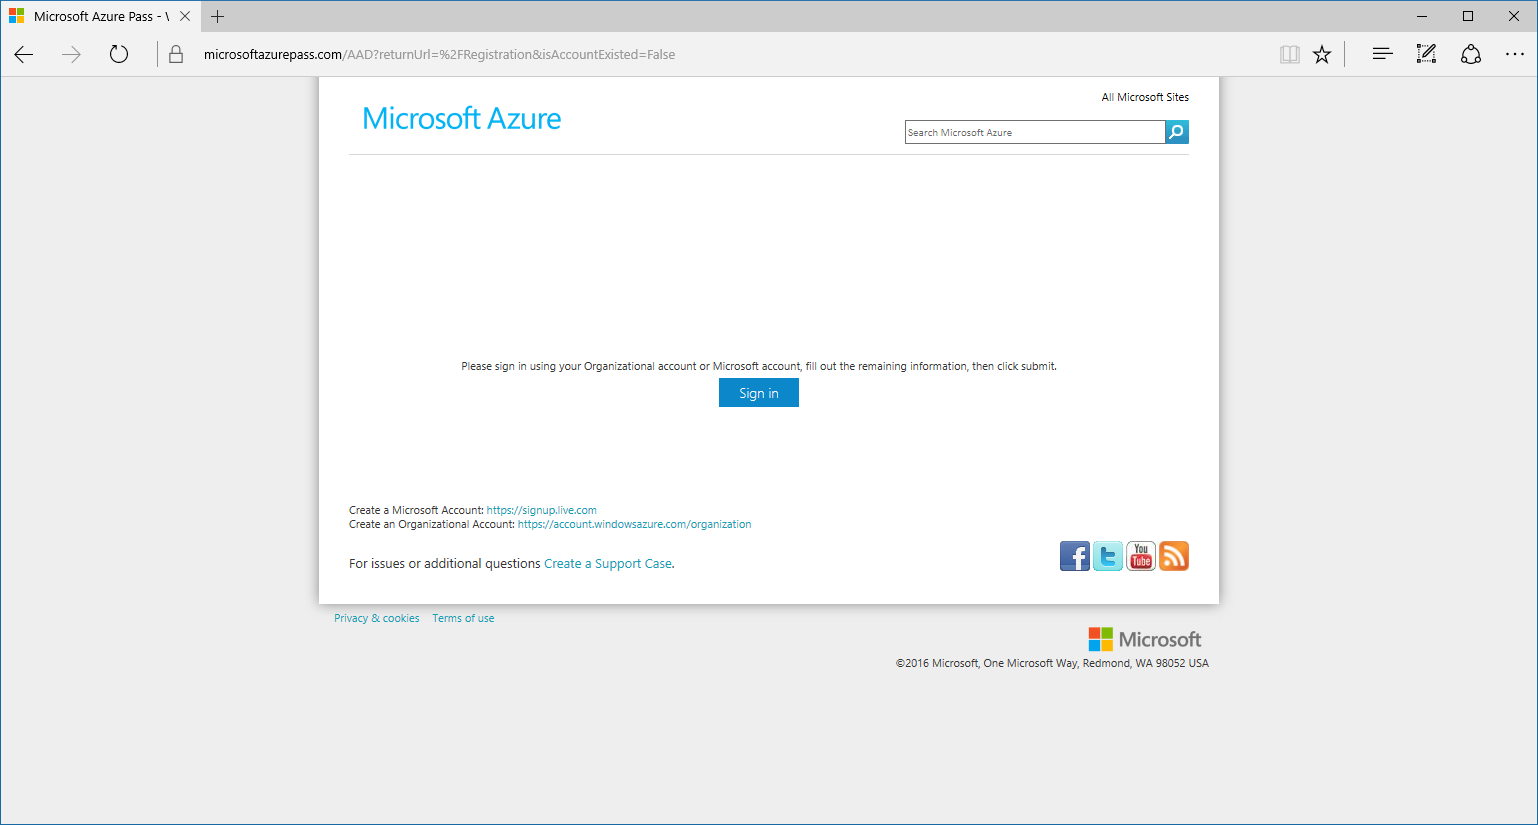 Microsoft Azure Pass - \
microsoftazurepass.com/AAD?returnUrl=%2FRegistration&isAccountExisted=False
All Microsoft Sites
Microsoft Azure
Search Microsoft Azure
Please sign in using your Organizational account or Microsoft account, fill out the remaining information, then click submit.
Sign in
Create a Microsoft Account: https://signup.live.com
Create an Organizational Account: https://account.windowsazure.com/organization
For issues or additional questions Create a Support Case.
f
t
You
Tube
Privacy & cookies Terms of use
Microsoft
©2016 Microsoft, One Microsoft Way, Redmond, WA 98052 USA